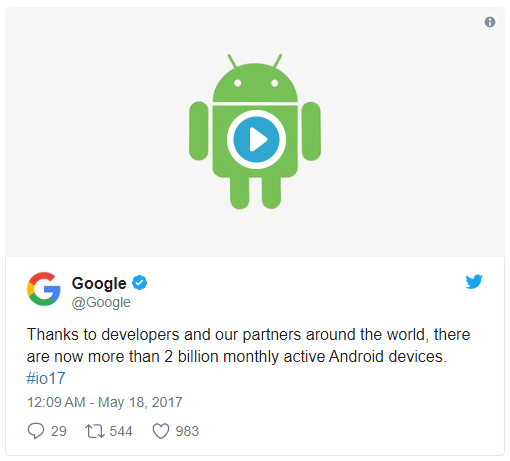 Google
@Google
Thanks to developers and our partners around the world, there
are now more than 2 billion monthly active Android devices.
#io17
12:09 AM - May 18, 2017
29 544 983